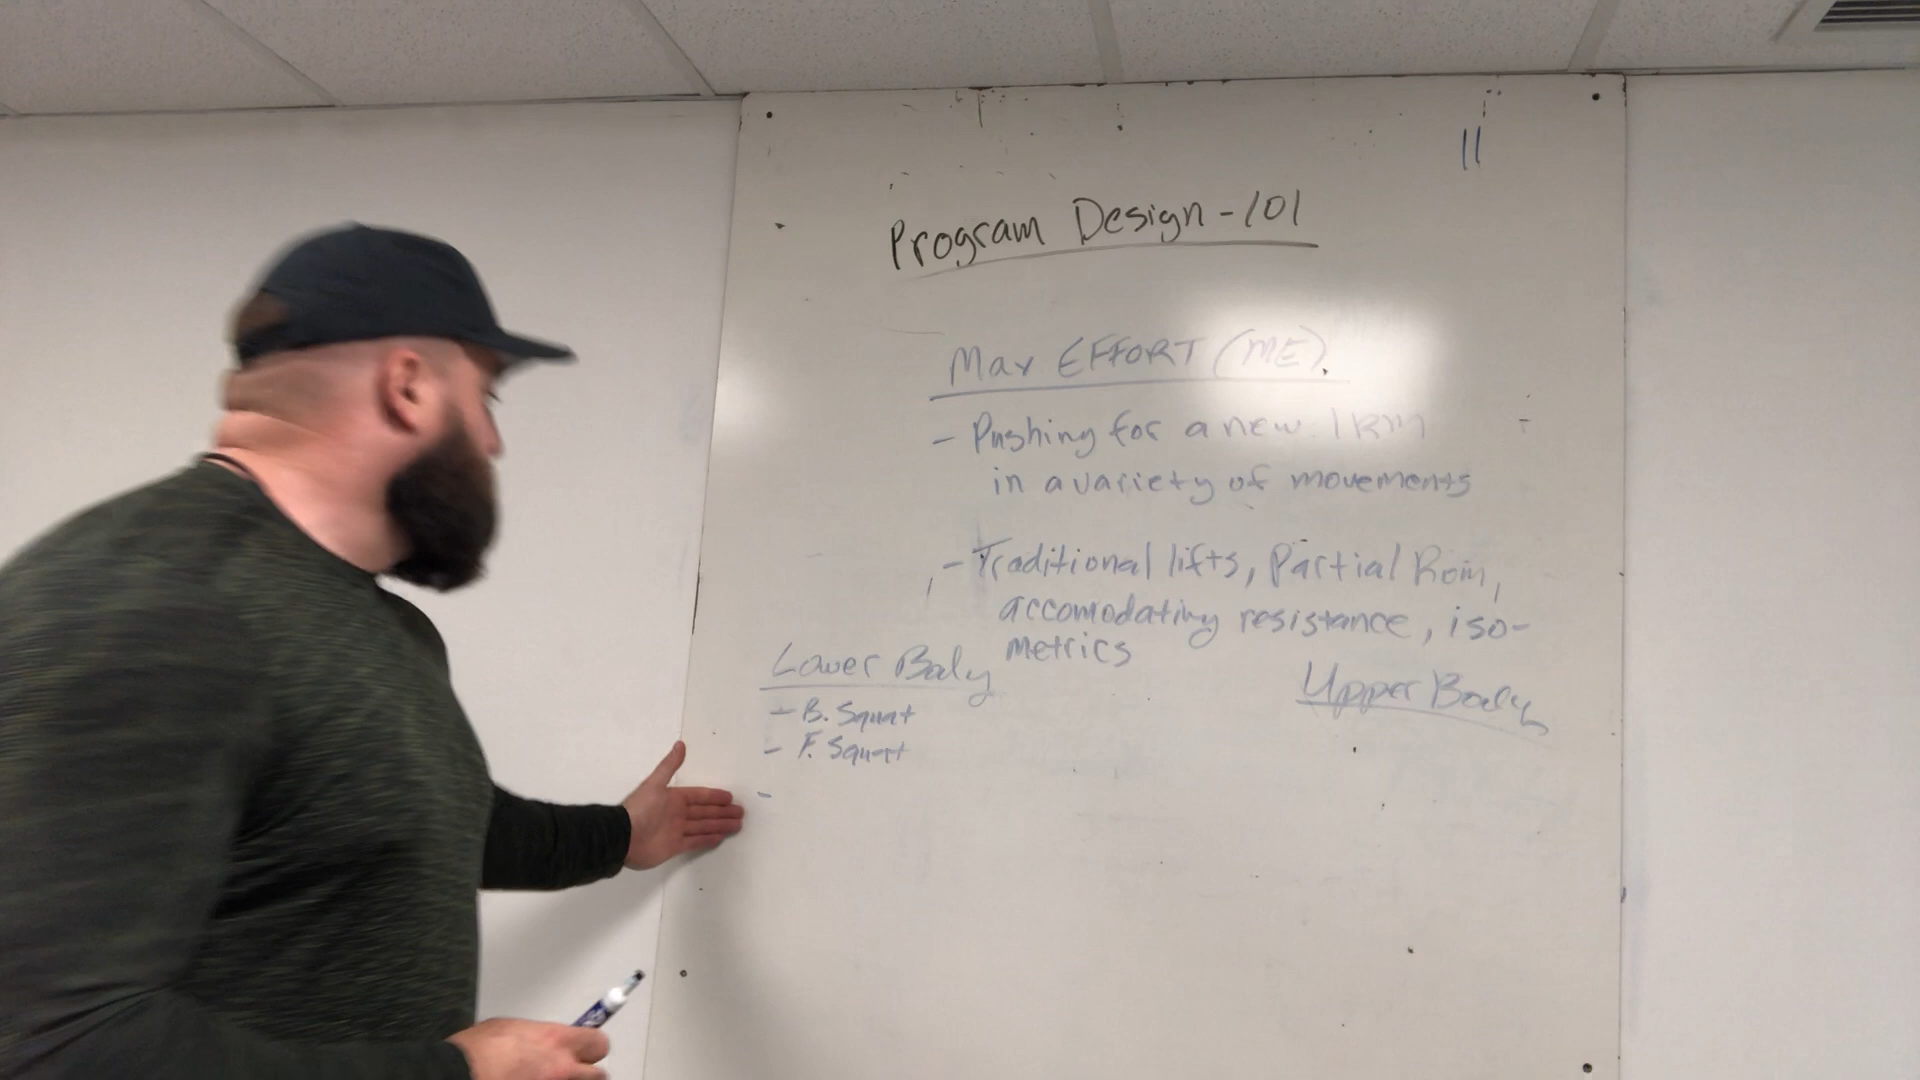 11
Program Design - 101
Max EFFORT (ME).
- Pushing for a new 1RM
in a variety of movements
- Traditional lifts, Partial Rom,
accomodating resistance, iso-
metrics
Lower Body
- B. Squat
- F. Squat
-
Upper Body